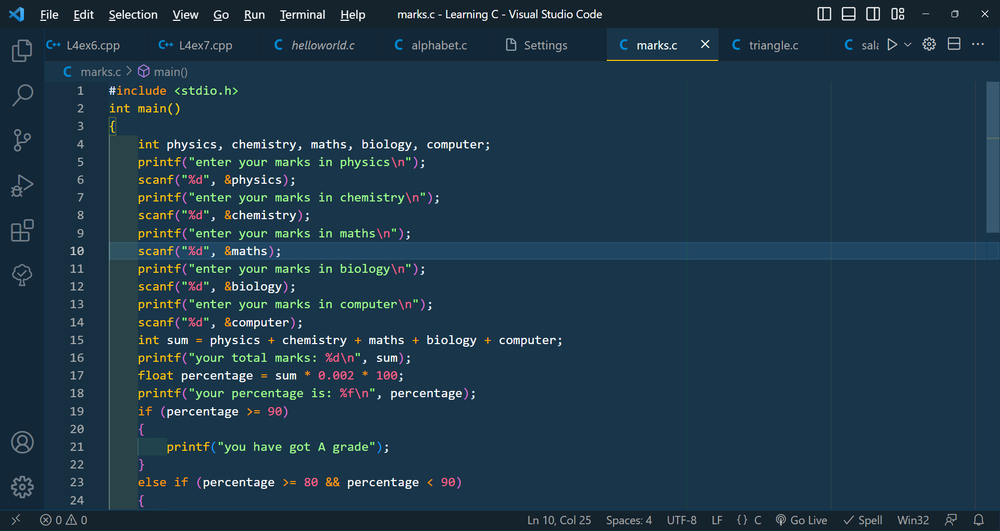 File Edit Selection View Go Run Terminal Help marks.c - Learning C - Visual Studio Code
C++ L4ex6.cpp C++ L4ex7.cpp C helloworld.c C alphabet.c Settings C marks.c C triangle.c C sala
C marks.c > main()
1 #include <stdio.h>
2 int main()
3 {
4     int physics, chemistry, maths, biology, computer;
5     printf("enter your marks in physics\n");
6     scanf("%d", &physics);
7     printf("enter your marks in chemistry\n");
8     scanf("%d", &chemistry);
9     printf("enter your marks in maths\n");
10     scanf("%d", &maths);
11     printf("enter your marks in biology\n");
12     scanf("%d", &biology);
13     printf("enter your marks in computer\n");
14     scanf("%d", &computer);
15     int sum = physics + chemistry + maths + biology + computer;
16     printf("your total marks: %d\n", sum);
17     float percentage = sum * 0.002 * 100;
18     printf("your percentage is: %f\n", percentage);
19     if (percentage >= 90)
20     {
21         printf("you have got A grade");
22     }
23     else if (percentage >= 80 && percentage < 90)
24     {
0 0 Ln 10, Col 25 Spaces: 4 UTF-8 LF {} C Go Live Spell Win32